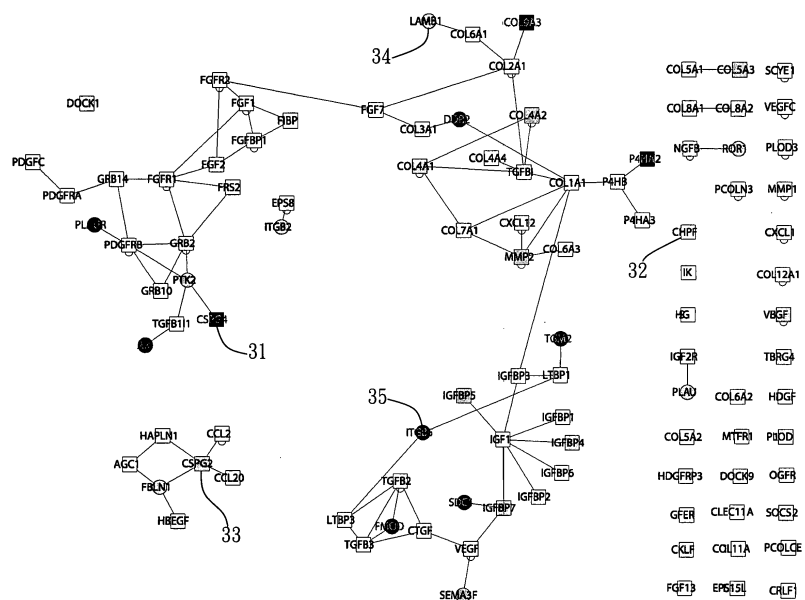 LAMB1
34
COL6A1
COL2A1
COL5A1
COL5A3
SCYE1
FGFR2
FGF1
DOCK1
FGF7
COL4A2
COL8A1
COL8A2
VEGFC
COL3A1
FGFBP1
NGFB
ROR1
PLOD3
PDGFC
FGF2
COL4A1
COL4A4
TGFBI
COL1A1
P4HB
GRB14
FGFR1
FRS2
PDGFRA
PCOLN3
MMP1
EPS8
ITGB2
P4HA3
CXCL12
COL7A1
CHPF
CXCL1
PDGFRB
GRB2
MMP2
COL6A3
32
IK
COL12A1
PTK2
GRB10
TGFB1I1
31
VBGF
35
IGFBP3
LTBP1
IGF2R
TBRG4
IGFBP5
PLAU
COL6A2
HDGF
IGFBP1
HAPLN1
CCL2
IGF1
IGFBP4
COL5A2
MTFR1
AGC1
CSPG2
CCL20
IGFBP6
HDGFRP3
DOCK9
OGFR
FBLN1
TGFB2
IGFBP2
HBEGF
33
IGFBP7
GFER
CLEC11A
SOCS2
LTBP3
CTGF
TGFB3
VEGF
CKLF
COL11A
PCOLCE
SEMA3F
FGF13
EPS15L
CRLF1